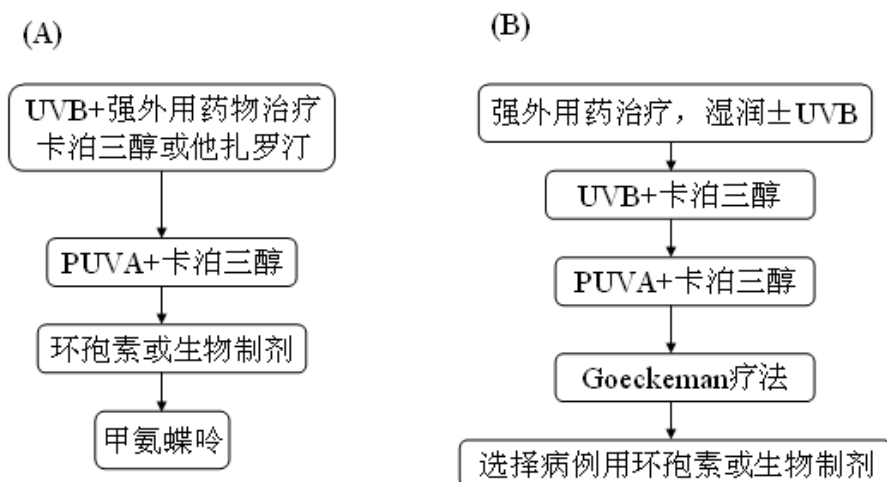 (A)
UVB+强外用药物治疗
卡泊三醇或他扎罗汀
PUVA+卡泊三醇
环孢素或生物制剂
甲氨蝶呤
(B)
强外用药治疗，湿润±UVB
UVB+卡泊三醇
PUVA+卡泊三醇
Goeckeman疗法
选择病例用环孢素或生物制剂